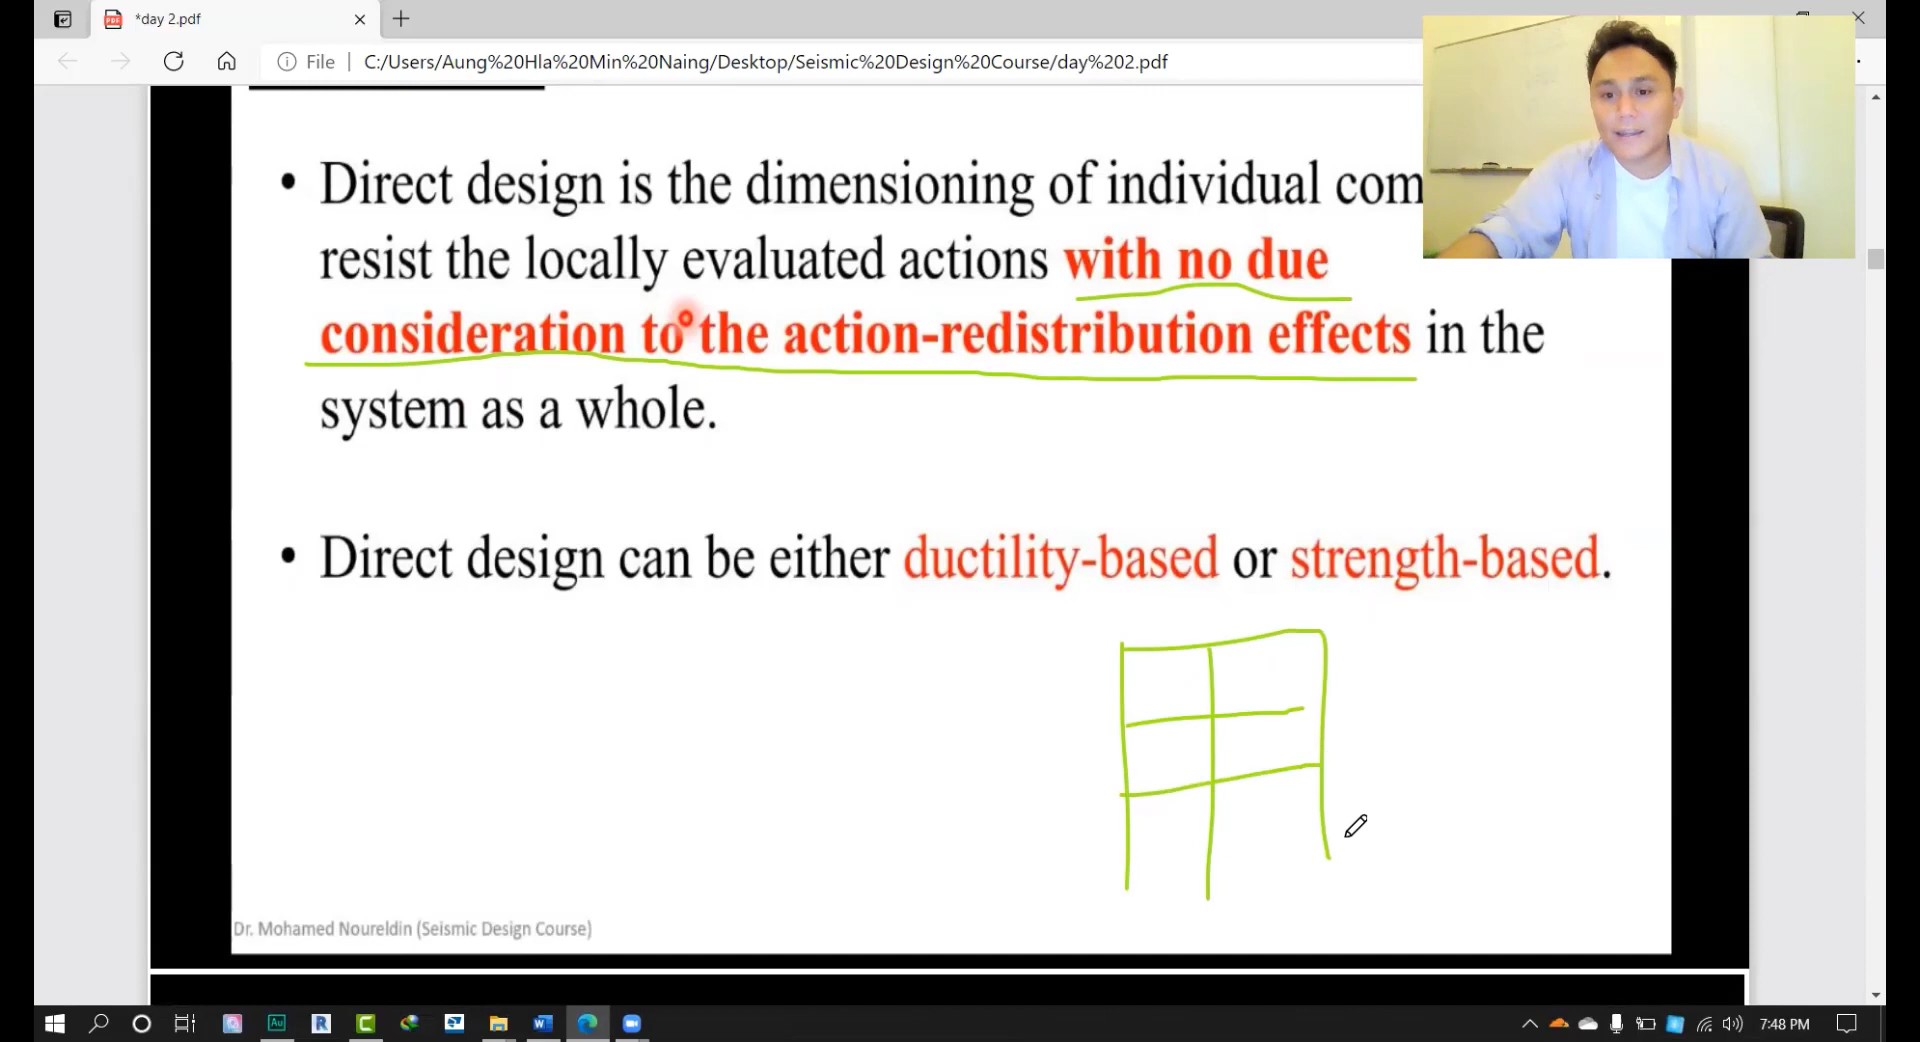 *day 2.pdf
File
C:/Users/Aung%20Hla%20Min%20Naing/Desktop/Seismic%20Design%20Course/day%202.pdf
• Direct design is the dimensioning of individual com
resist the locally evaluated actions with no due
consideration to the action-redistribution effects in the
system as a whole.
• Direct design can be either ductility-based or strength-based.
Dr. Mohamed Noureldin (Seismic Design Course)
7:48 PM